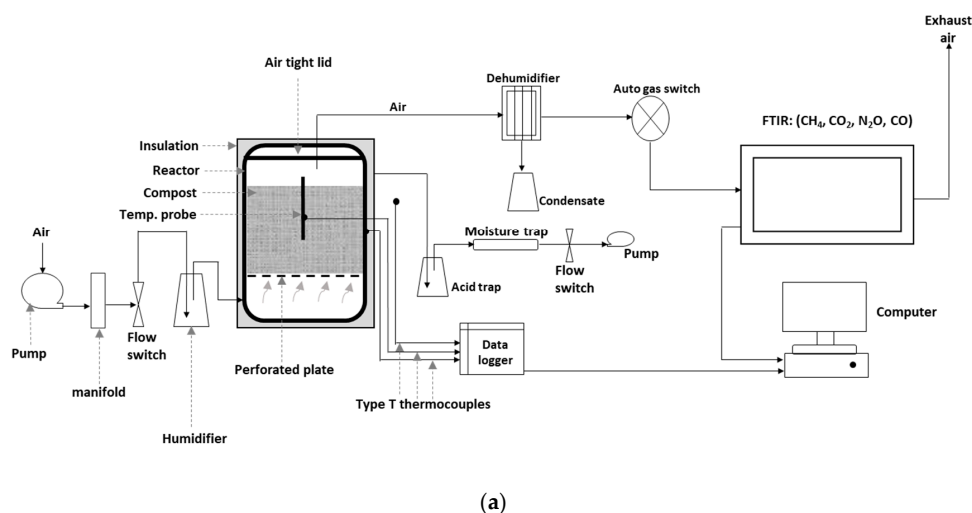 Exhaust
air
Air tight lid
Dehumidifier
Auto gas switch
Air
FTIR: (CH₄, CO₂, N₂O, CO)
Insulation
Reactor
Compost
Temp. probe
Condensate
Air
Moisture trap
Pump
Acid trap
Flow
switch
Computer
Pump
Flow
switch
Data
logger
Perforated plate
manifold
Type T thermocouples
Humidifier
(a)